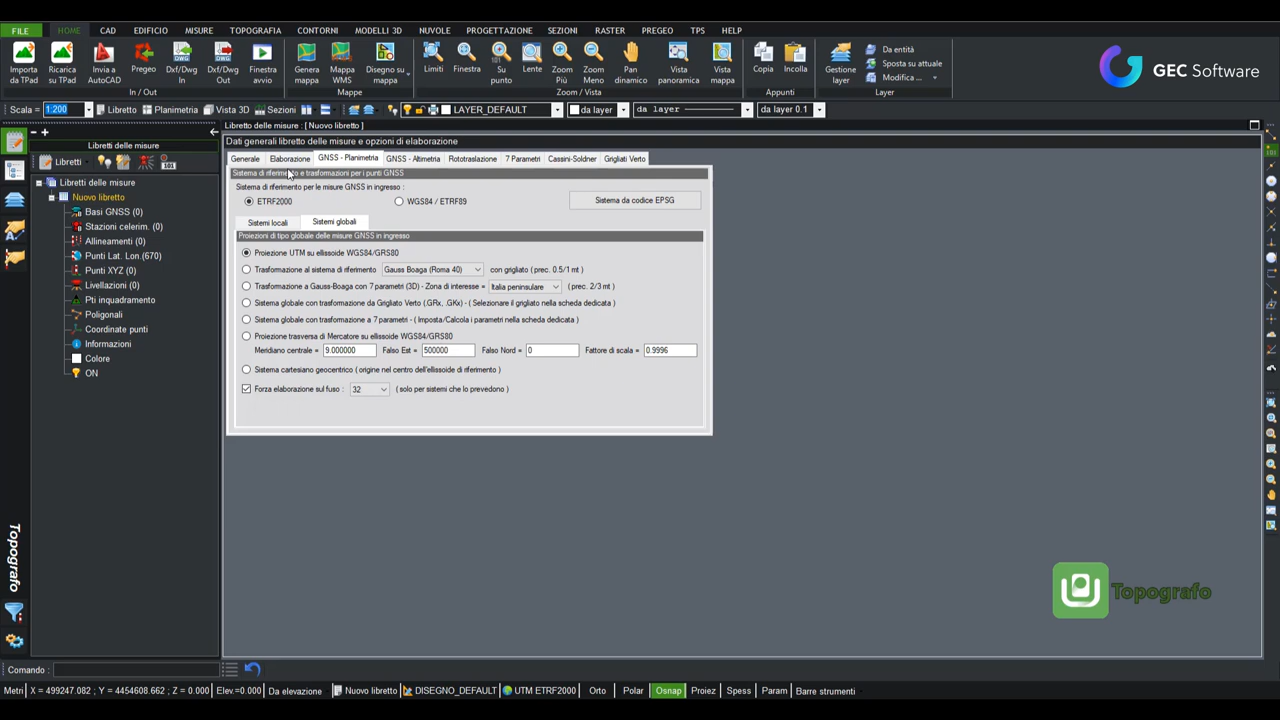 FILE HOME CAD EDIFICIO MISURE TOPOGRAFIA CONTORNI MODELLI 3D NUVOLE PROGETTAZIONE SEZIONI RASTER PREGEO TPS HELP
Importa da TPad
Ricarica su TPad
Invia a AutoCAD
Pregeo
Dxf/Dwg In
Dxf/Dwg Out
Finestra avvio
In / Out
Genera mappa
Mappa WMS
Disegno su mappa
Mappe
Limiti
Finestra
Su punto
Lente
Zoom Più
Zoom Meno
Pan dinamico
Vista panoramica
Vista mappa
Zoom / Vista
Copia
Incolla
Appunti
Gestione layer
Da entità
Sposta su attuale
Modifica ...
Layer
GEC Software
Scala = 1:200 Libretto Planimetria Vista 3D Sezioni LAYER_DEFAULT da layer da layer da layer 0.1
Libretti delle misure
Libretti
Libretti delle misure
Nuovo libretto
Basi GNSS (0)
Stazioni celerim. (0)
Allineamenti (0)
Punti Lat. Lon.(670)
Punti XYZ (0)
Livellazioni (0)
Pti inquadramento
Poligonali
Coordinate punti
Informazioni
Colore
ON
Libretto delle misure : [ Nuovo libretto ]
Dati generali libretto delle misure e opzioni di elaborazione
Generale Elaborazione GNSS - Planimetria GNSS - Altimetria Rototraslazione 7 Parametri Cassini-Soldner Grigliati Verto
Sistema di riferimento e trasformazioni per i punti GNSS
Sistema di riferimento per le misure GNSS in ingresso :
ETRF2000 WGS84 / ETRF89 Sistema da codice EPSG
Sistemi locali Sistemi globali
Proiezioni di tipo globale delle misure GNSS in ingresso
Proiezione UTM su ellissoide WGS84/GRS80
Trasformazione al sistema di riferimento Gauss Boaga (Roma 40) con grigliato ( prec. 0.5/1 mt )
Trasformazione a Gauss-Boaga con 7 parametri (3D) - Zona di interesse = Italia peninsulare ( prec. 2/3 mt )
Sistema globale con trasformazione da Grigliato Verto (.GRx, .GKx) - ( Selezionare il grigliato nella scheda dedicata )
Sistema globale con trasfomazione a 7 parametri - ( Imposta/Calcola i parametri nella scheda dedicata )
Proiezione trasversa di Mercatore su ellissoide WGS84/GRS80
Meridiano centrale = 9.000000 Falso Est = 500000 Falso Nord = 0 Fattore di scala = 0.9996
Sistema cartesiano geocentrico ( origine nel centro dell'ellissoide di riferimento )
Forza elaborazione sul fuso : 32 ( solo per sistemi che lo prevedono )
Topografo
Topografo
Comando :
Metri X = 499247.082 ; Y = 4454608.662 ; Z = 0.000 Elev.=0.000 Da elevazione Nuovo libretto DISEGNO_DEFAULT UTM ETRF2000 Orto Polar Osnap Proiez Spess Param Barre strumenti